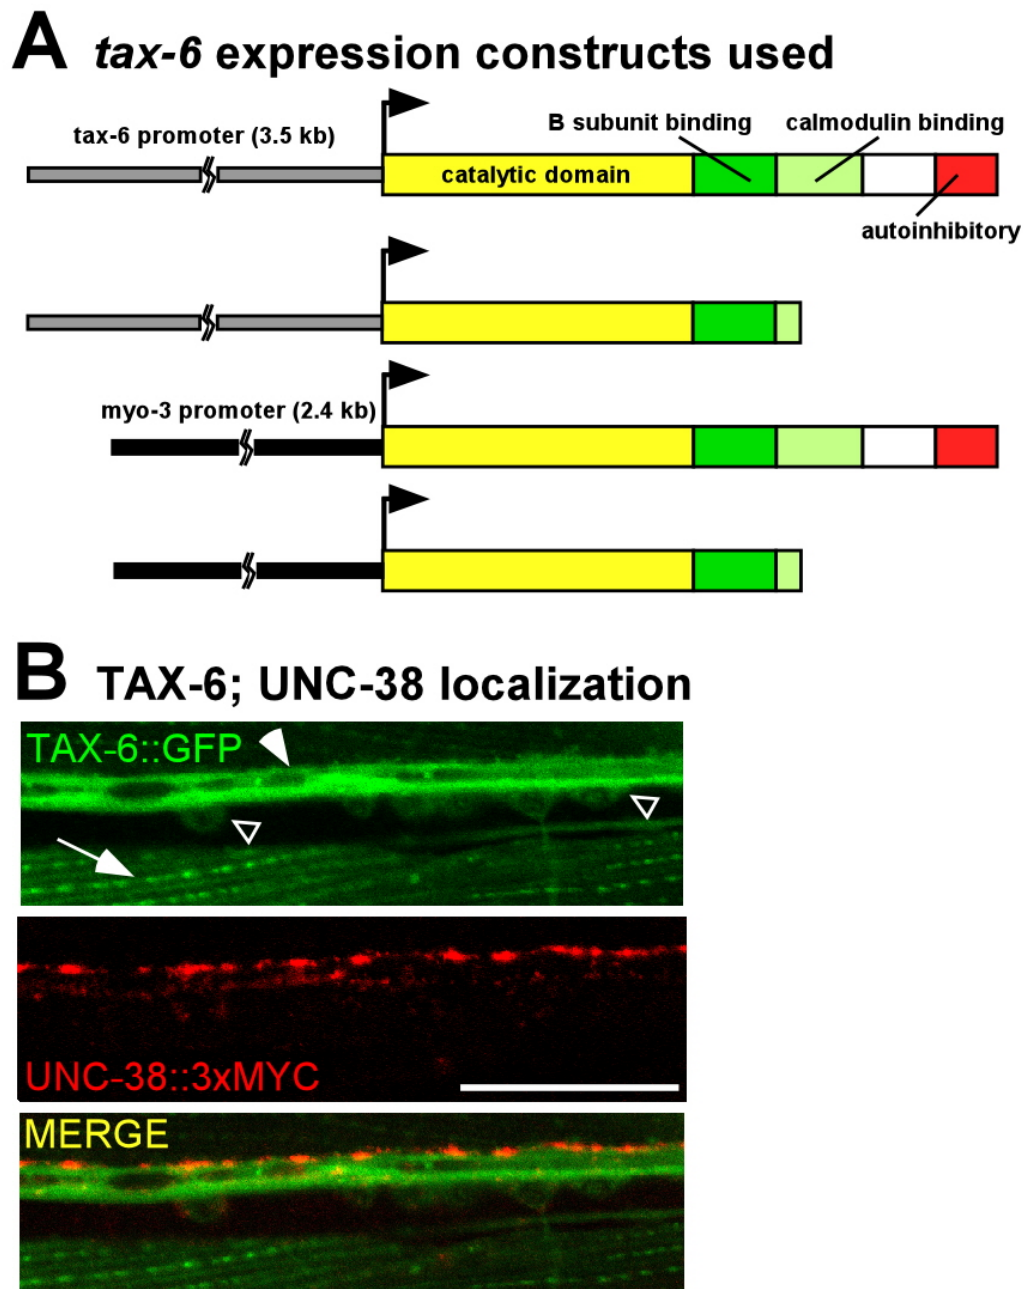 A tax-6 expression constructs used
tax-6 promoter (3.5 kb)
B subunit binding
calmodulin binding
catalytic domain
autoinhibitory
myo-3 promoter (2.4 kb)
B TAX-6; UNC-38 localization
TAX-6::GFP
UNC-38::3xMYC
MERGE